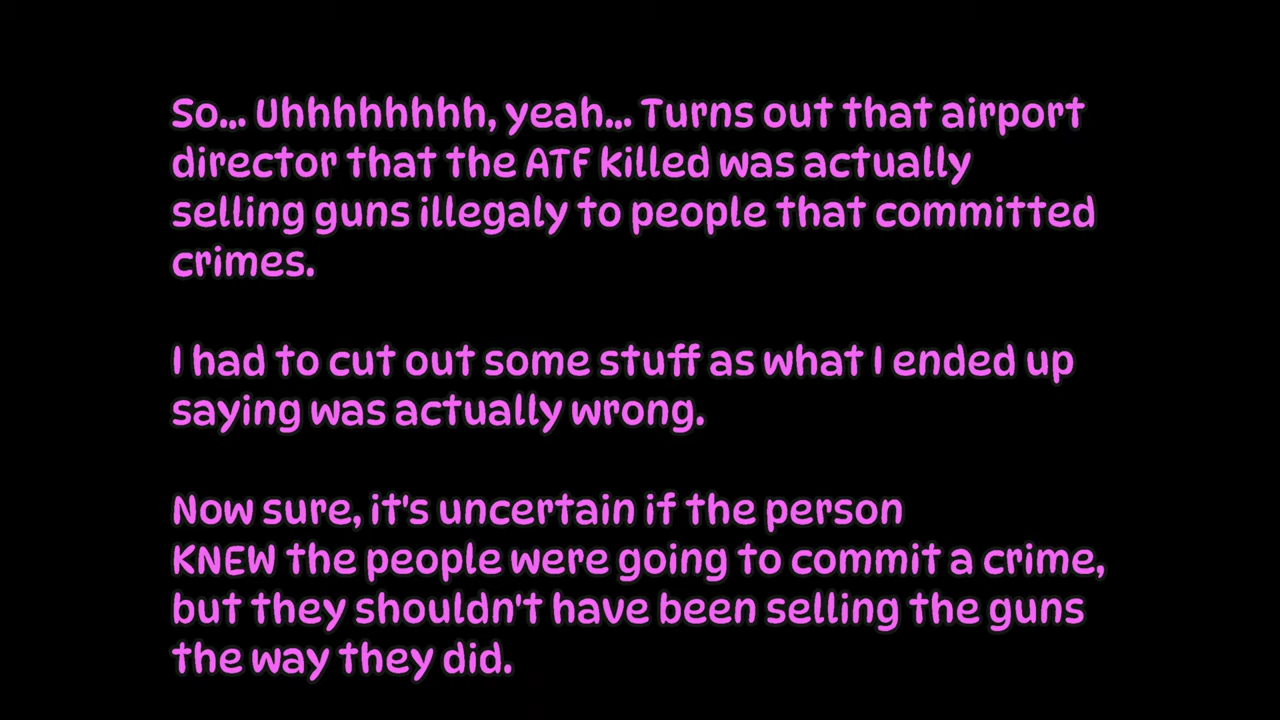 So... Uhhhhhhhh, yeah... Turns out that airport
director that the ATF killed was actually
selling guns illegaly to people that committed
crimes.
I had to cut out some stuff as what I ended up
saying was actually wrong.
Now sure, it's uncertain if the person
KNEW the people were going to commit a crime,
but they shouldn't have been selling the guns
the way they did.